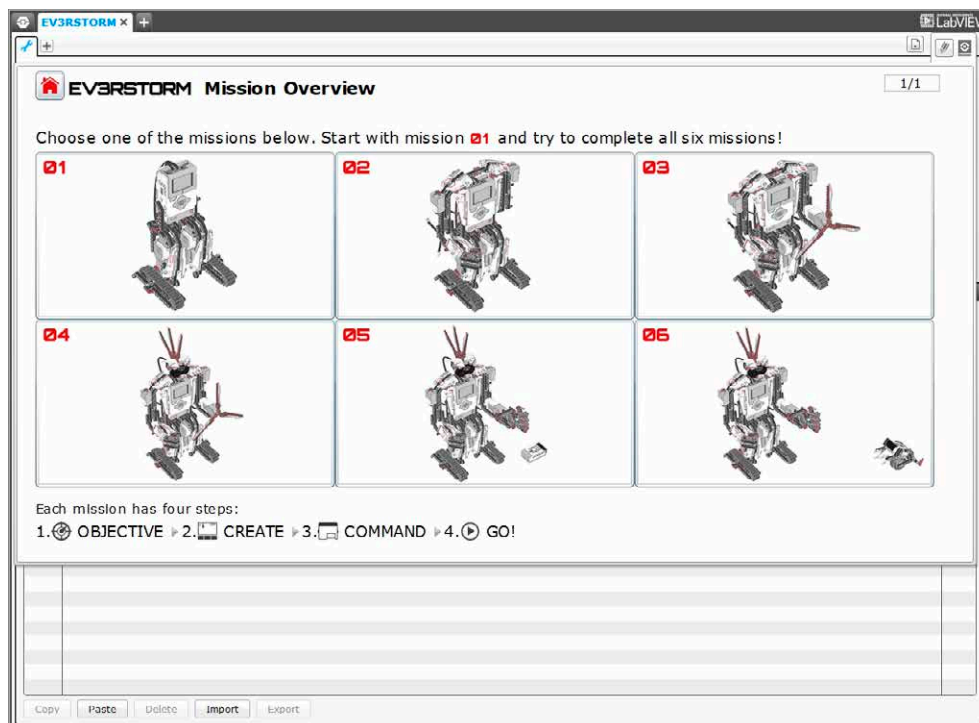 EV3RSTORM
LabVIEW
EV3RSTORM Mission Overview
1/1
Choose one of the missions below. Start with mission 01 and try to complete all six missions!
01
02
03
04
05
06
Each mission has four steps:
1. OBJECTIVE 2. CREATE 3. COMMAND 4. GO!
Copy Paste Delete Import Export